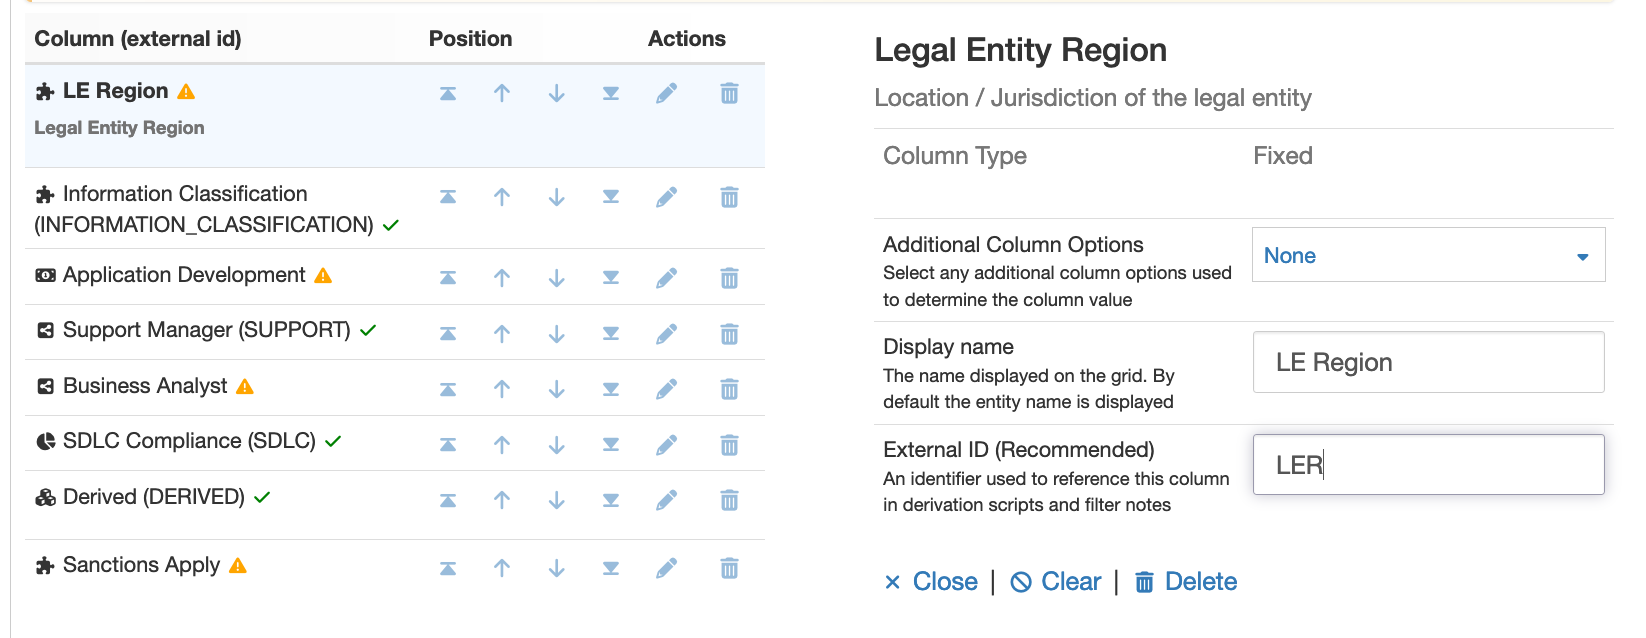 Column (external id) Position Actions
LE Region
Legal Entity Region
Information Classification
(INFORMATION_CLASSIFICATION)
Application Development
Support Manager (SUPPORT)
Business Analyst
SDLC Compliance (SDLC)
Derived (DERIVED)
Sanctions Apply
Legal Entity Region
Location / Jurisdiction of the legal entity
Column Type Fixed
Additional Column Options
Select any additional column options used
to determine the column value
None
Display name
The name displayed on the grid. By
default the entity name is displayed
LE Region
External ID (Recommended)
An identifier used to reference this column
in derivation scripts and filter notes
LER
Close | Clear | Delete